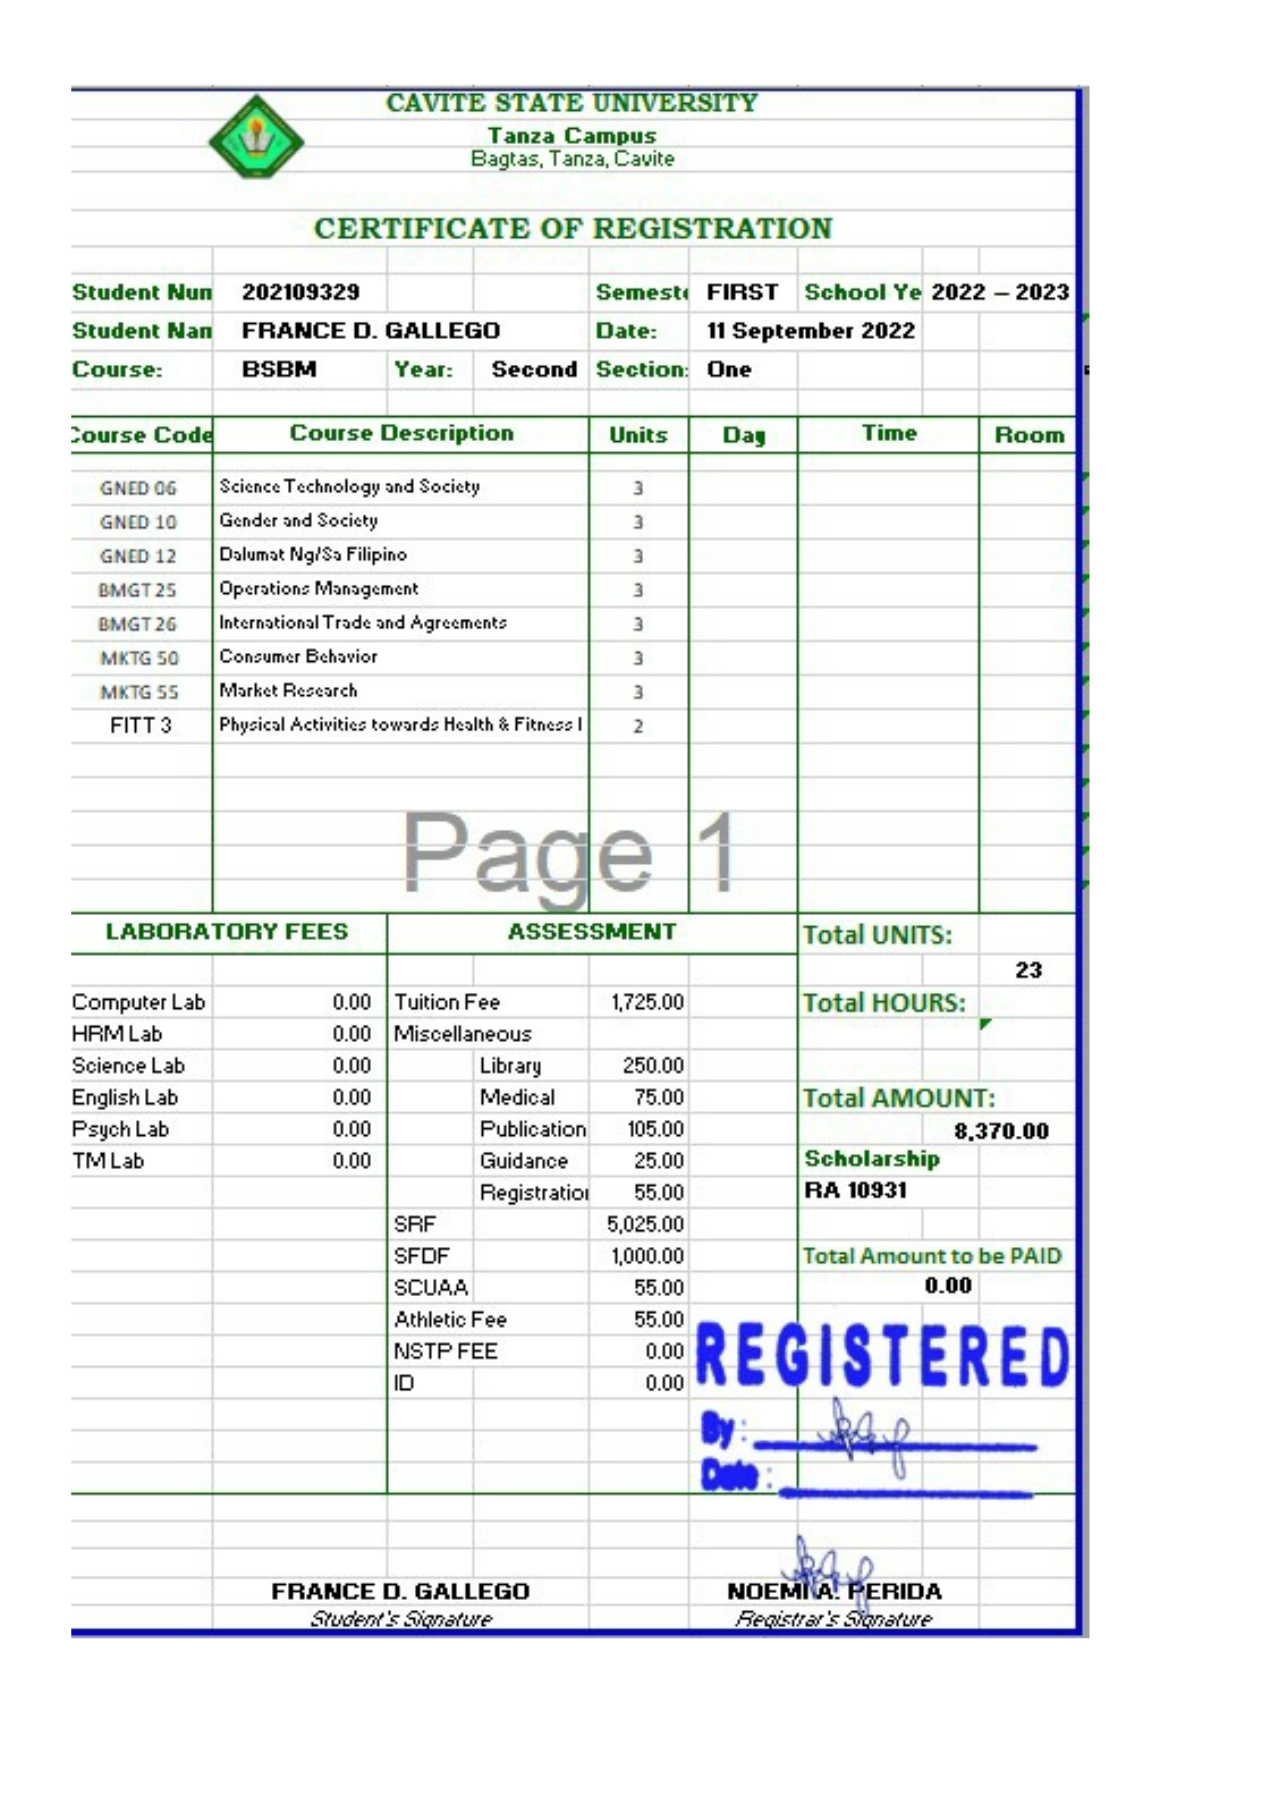 CAVITE STATE UNIVERSITY
Tanza Campus
Bagtas, Tanza, Cavite
CERTIFICATE OF REGISTRATION
Student Num 202109329 Semeste FIRST School Ye 2022 – 2023
Student Nam FRANCE D. GALLEGO Date: 11 September 2022
Course: BSBM Year: Second Section: One
Course Code Course Description Units Day Time Room
GNED 06 Science Technology and Society 3
GNED 10 Gender and Society 3
GNED 12 Dalumat Ng/Sa Filipino 3
BMGT 25 Operations Management 3
BMGT 26 International Trade and Agreements 3
MKTG 50 Consumer Behavior 3
MKTG 55 Market Research 3
FITT 3 Physical Activities towards Health & Fitness I 2
Page 1
LABORATORY FEES ASSESSMENT Total UNITS:
23
Computer Lab 0.00 Tuition Fee 1,725.00 Total HOURS:
HRM Lab 0.00 Miscellaneous
Science Lab 0.00 Library 250.00
English Lab 0.00 Medical 75.00 Total AMOUNT:
Psych Lab 0.00 Publication 105.00 8,370.00
TM Lab 0.00 Guidance 25.00 Scholarship
Registration 55.00 RA 10931
SRF 5,025.00
SFDF 1,000.00 Total Amount to be PAID
SCUAA 55.00 0.00
Athletic Fee 55.00
NSTP FEE 0.00 REGISTERED
ID 0.00
By :
Date :
FRANCE D. GALLEGO NOEMI A. PERIDA
Student's Signature Registrar's Signature